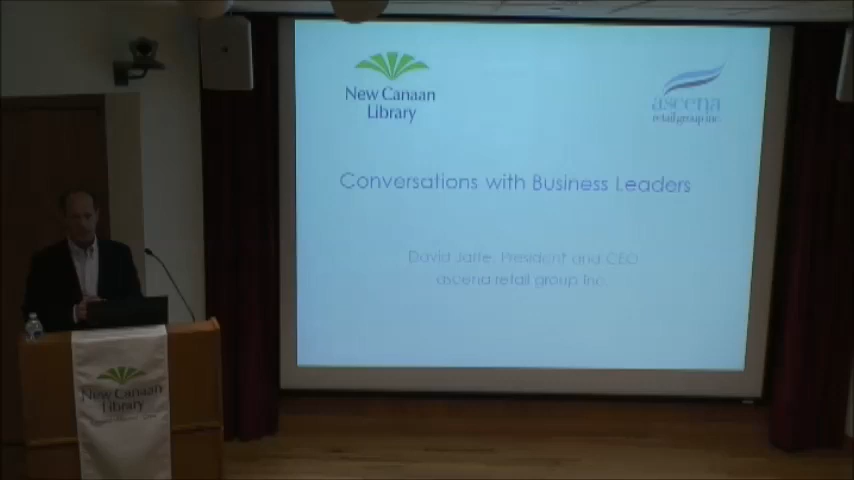 New Canaan
Library
ascena
retail group inc.
Conversations with Business Leaders
David Jaffe, President and CEO
ascena retail group inc.
New Canaan
Library